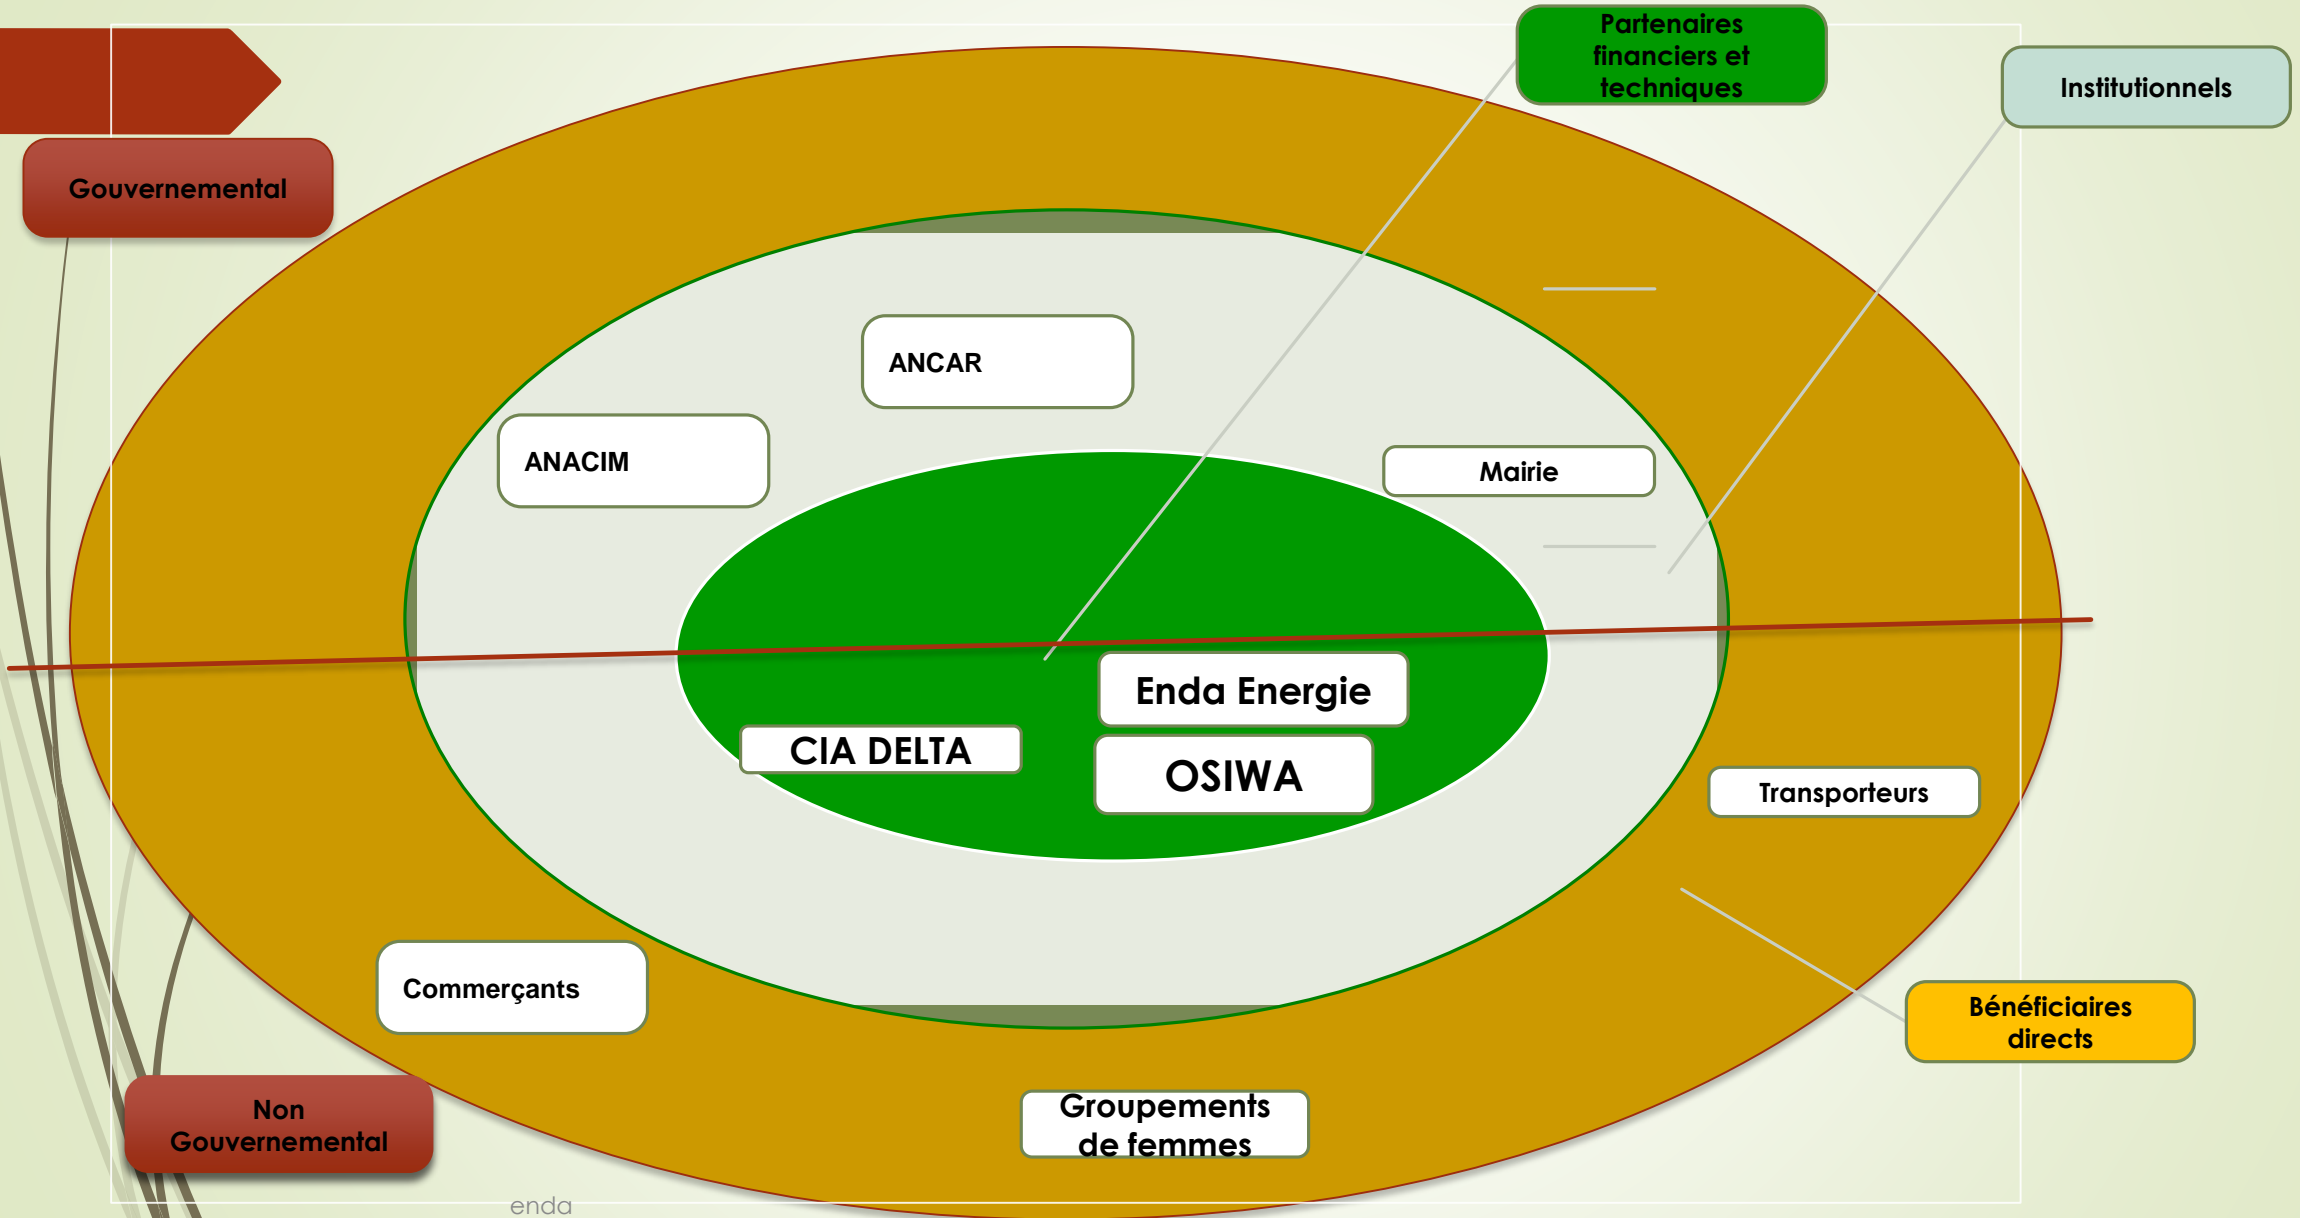 Partenaires
financiers et
techniques
Institutionnels
Gouvernemental
ANCAR
ANACIM
Mairie
Enda Energie
CIA DELTA
OSIWA
Transporteurs
Commerçants
Bénéficiaires
directs
Non
Gouvernemental
Groupements
de femmes
enda